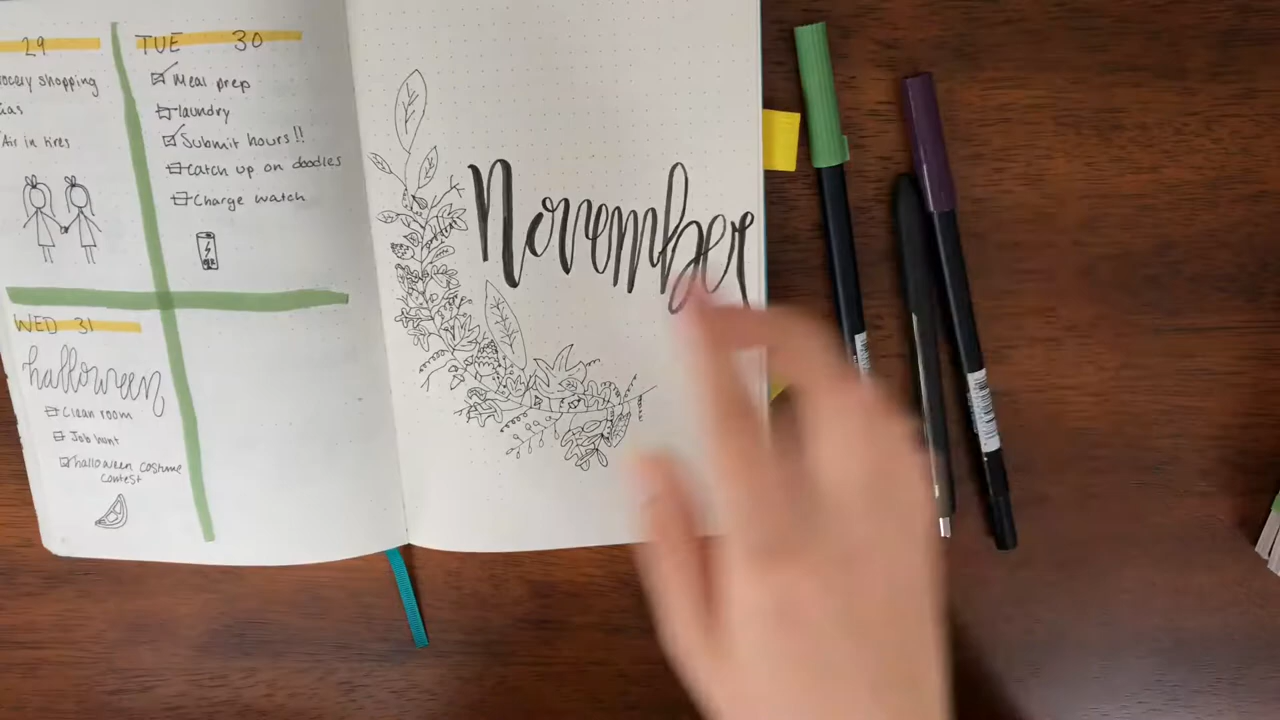 29
rocery shopping
Gas
Air in tires
TUE 30
Meal prep
laundry
Submit hours!!
Catch up on doodles
Charge watch
WED 31
halloween
Clean room
Job hunt
halloween costume
contest
November